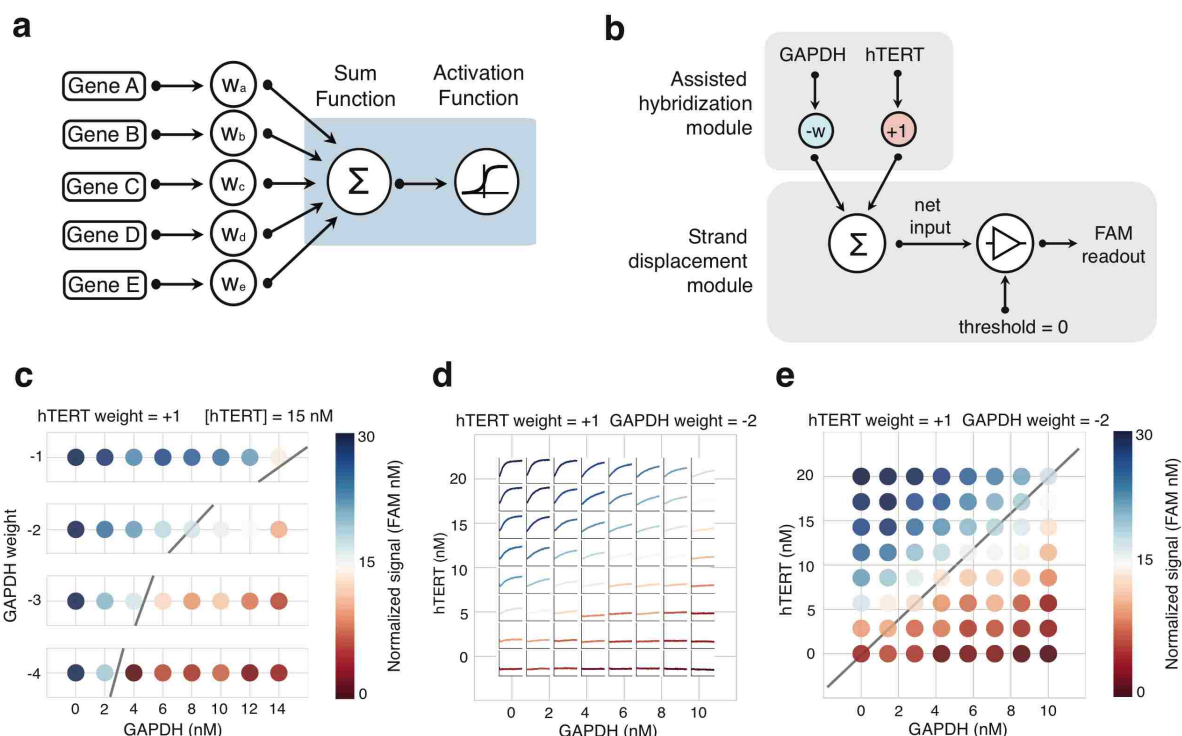 a
Gene A
Gene B
Gene C
Gene D
Gene E
wa
wb
wc
wd
we
Sum
Function
Activation
Function
Σ
b
Assisted
hybridization
module
GAPDH
hTERT
-w
+1
Strand
displacement
module
Σ
net
input
FAM
readout
threshold = 0
c
hTERT weight = +1 [hTERT] = 15 nM
GAPDH weight
-1
-2
-3
-4
0 2 4 6 8 10 12 14
GAPDH (nM)
30
15
0
Normalized signal (FAM nM)
d
hTERT weight = +1 GAPDH weight = -2
hTERT (nM)
20
15
10
5
0
0 2 4 6 8 10
GAPDH (nM)
e
hTERT weight = +1 GAPDH weight = -2
hTERT (nM)
20
15
10
5
0
0 2 4 6 8 10
GAPDH (nM)
30
15
0
Normalized signal (FAM nM)